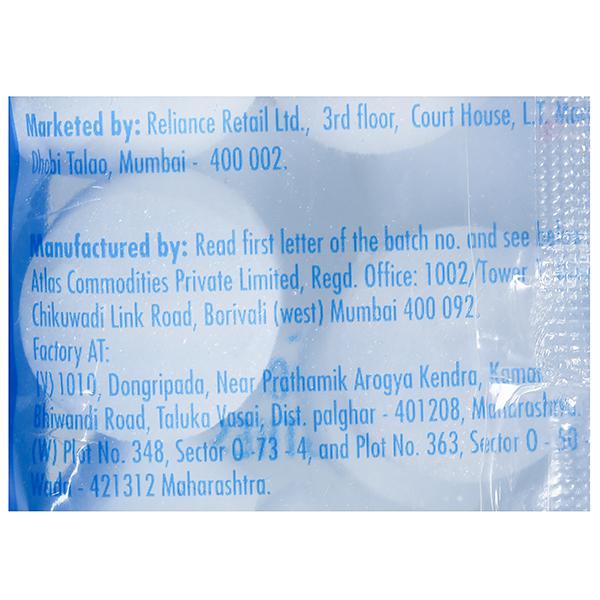 Marketed by: Reliance Retail Ltd., 3rd floor, Court House, L.T.
Dhobi Talao, Mumbai - 400 002.
Manufactured by: Read first letter of the batch no. and see below
Atlas Commodities Private Limited, Regd. Office: 1002/Tower
Chikuwadi Link Road, Borivali (west) Mumbai 400 092.
Factory AT:
(V) 1010, Dongripada, Near Prathamik Arogya Kendra,
Bhiwandi Road, Taluka Vasai, Dist. palghar - 401208, Maharashtra.
(W) Plot No. 348, Sector O -73 -4, and Plot No. 363, Sector O -
Wada - 421312 Maharashtra.